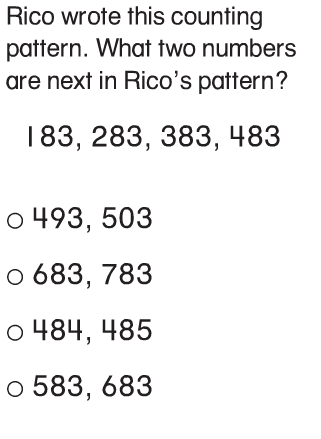 Rico wrote this counting
pattern. What two numbers
are next in Rico's pattern?
183, 283, 383, 483
493, 503
683, 783
484, 485
583, 683